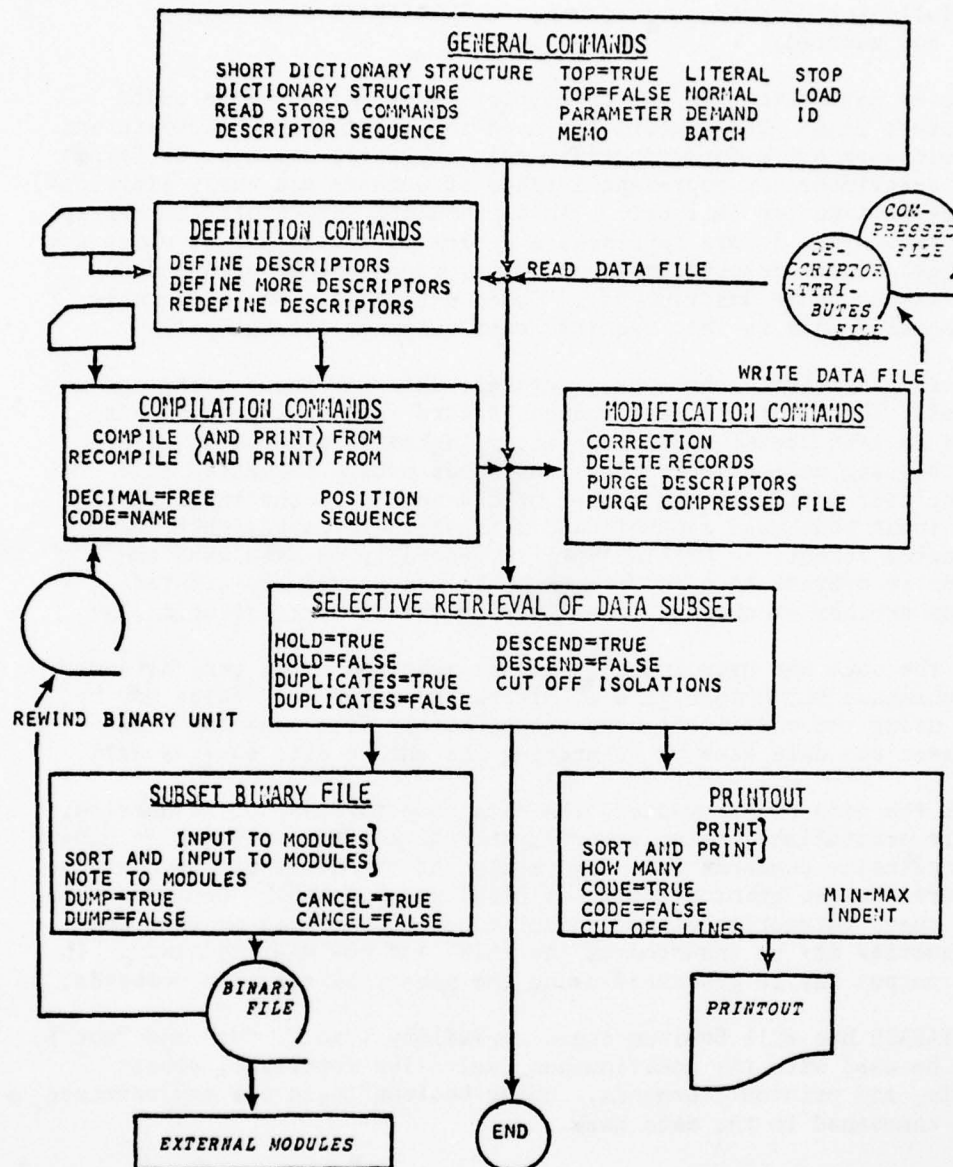 GENERAL COMMANDS
SHORT DICTIONARY STRUCTURE TOP=TRUE LITERAL STOP
DICTIONARY STRUCTURE TOP=FALSE NORMAL LOAD
READ STORED COMMANDS PARAMETER DEMAND ID
DESCRIPTOR SEQUENCE MEMO BATCH
DEFINITION COMMANDS
DEFINE DESCRIPTORS
DEFINE MORE DESCRIPTORS
REDEFINE DESCRIPTORS
READ DATA FILE
COM-
PRESSED
FILE
DE-
SCRIPTOR
ATTRI-
BUTES
FILE
WRITE DATA FILE
COMPILATION COMMANDS
COMPILE (AND PRINT) FROM
RECOMPILE (AND PRINT) FROM
DECIMAL=FREE POSITION
CODE=NAME SEQUENCE
MODIFICATION COMMANDS
CORRECTION
DELETE RECORDS
PURGE DESCRIPTORS
PURGE COMPRESSED FILE
SELECTIVE RETRIEVAL OF DATA SUBSET
HOLD=TRUE DESCEND=TRUE
HOLD=FALSE DESCEND=FALSE
DUPLICATES=TRUE CUT OFF ISOLATIONS
DUPLICATES=FALSE
REWIND BINARY UNIT
SUBSET BINARY FILE
INPUT TO MODULES
SORT AND INPUT TO MODULES
NOTE TO MODULES
DUMP=TRUE CANCEL=TRUE
DUMP=FALSE CANCEL=FALSE
PRINTOUT
PRINT
SORT AND PRINT
HOW MANY
CODE=TRUE
CODE=FALSE MIN-MAX
CUT OFF LINES INDENT
BINARY
FILE
PRINTOUT
EXTERNAL MODULES
END